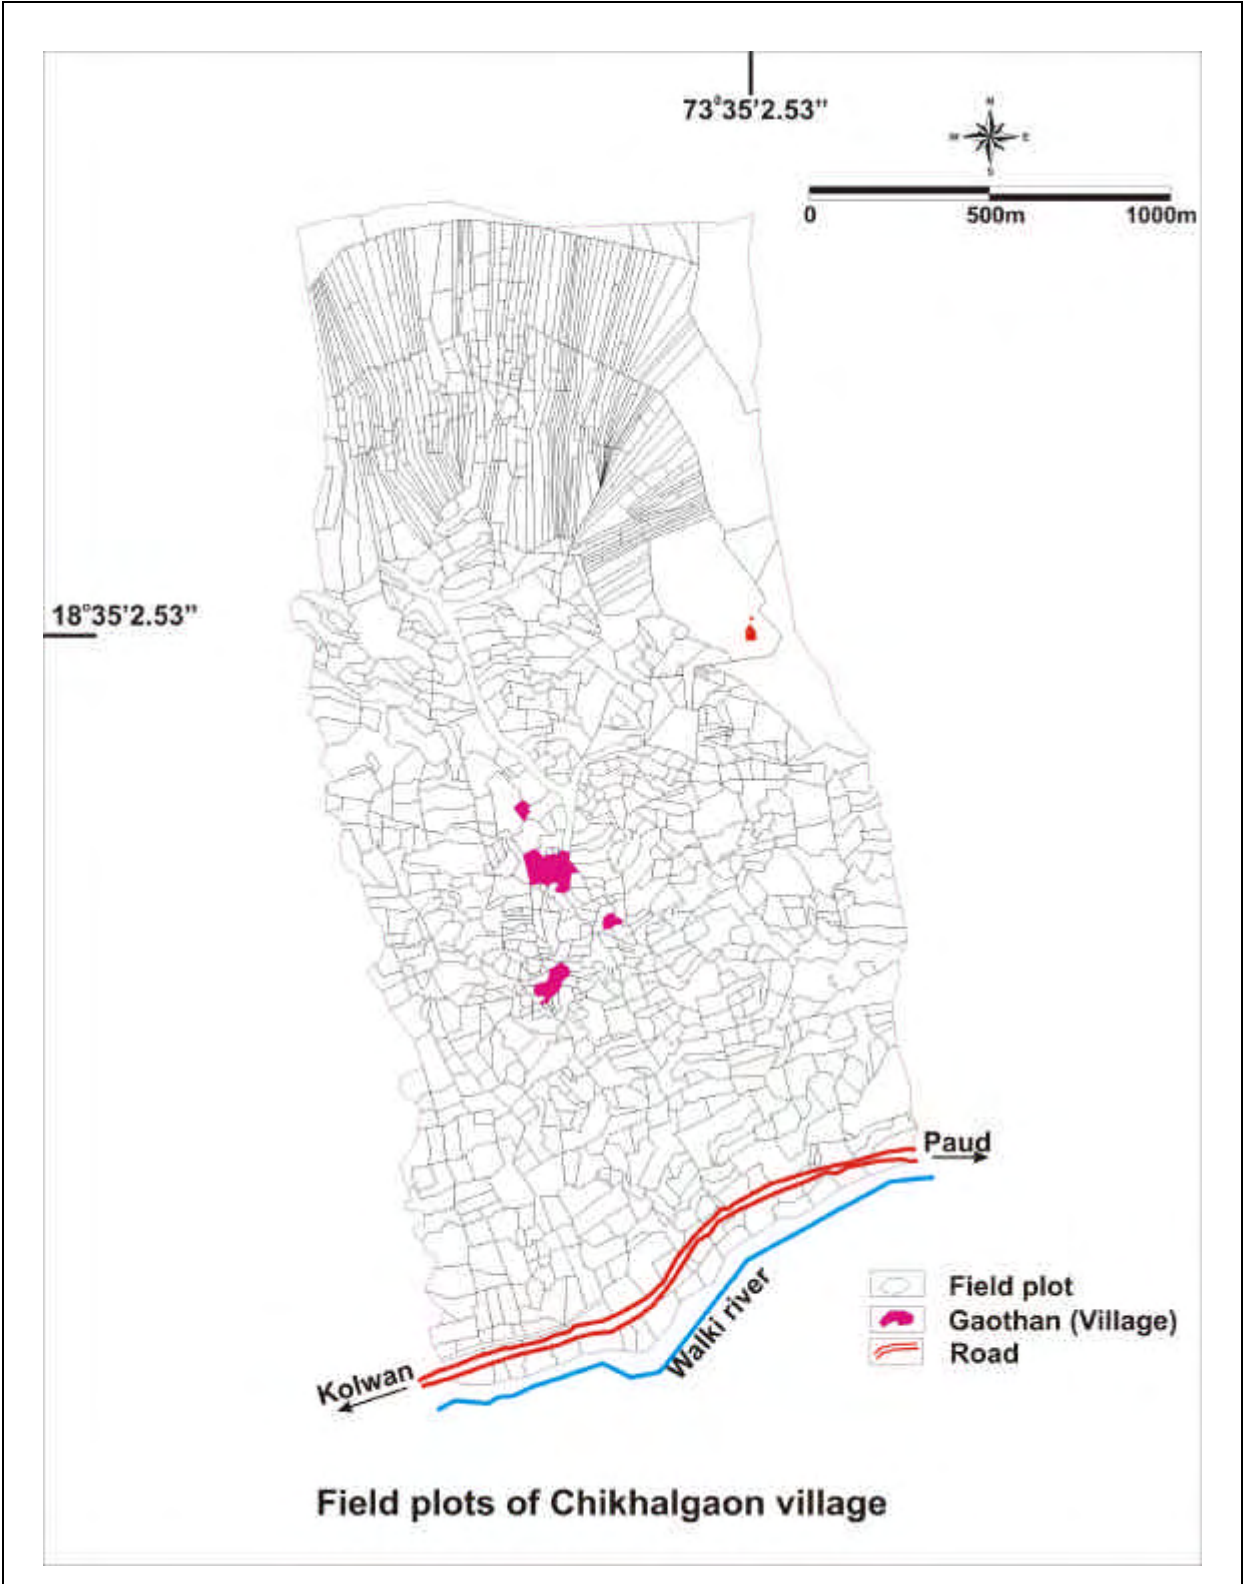 73°35'2.53"
N
W E
S
0 500m 1000m
18°35'2.53"
Paud
Walki river
Kolwan
Field plot
Gaothan (Village)
Road
Field plots of Chikhalgaon village